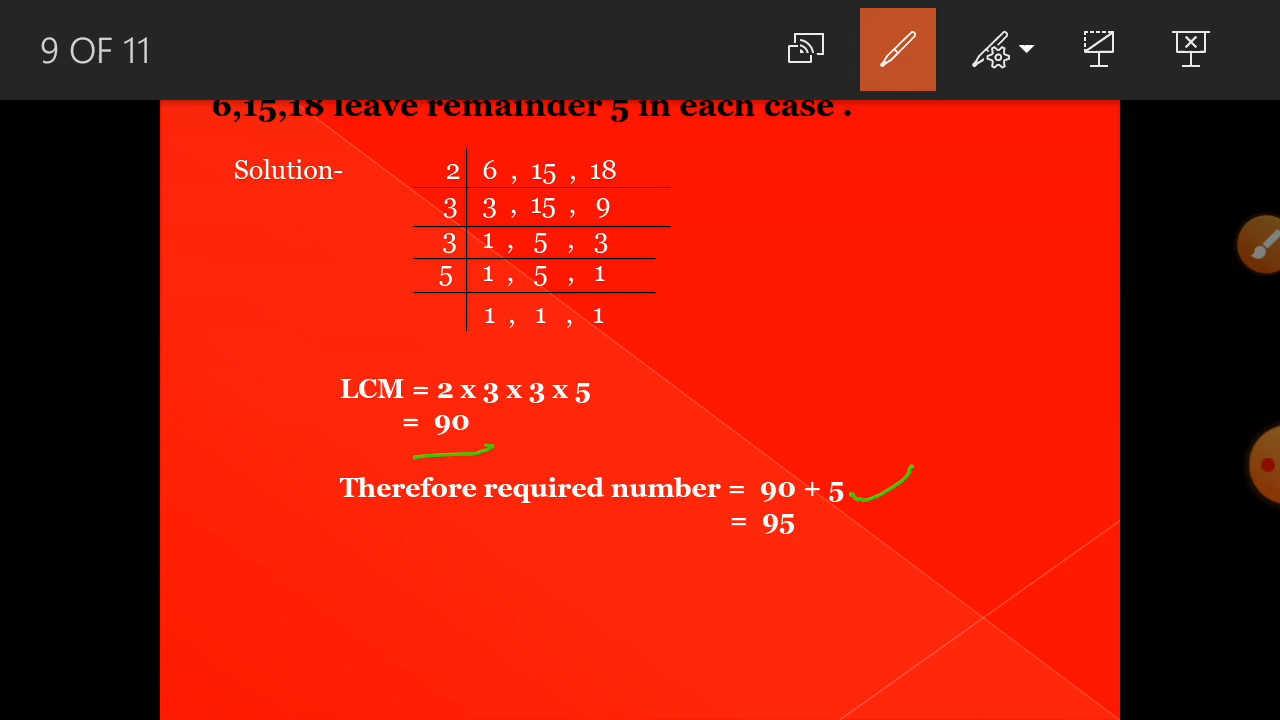 9 OF 11
6,15,18 leave remainder 5 in each case .
Solution-
2 6 , 15 , 18
3 3 , 15 , 9
3 1 , 5 , 3
5 1 , 5 , 1
1 , 1 , 1
LCM = 2 x 3 x 3 x 5
= 90
Therefore required number = 90 + 5
= 95